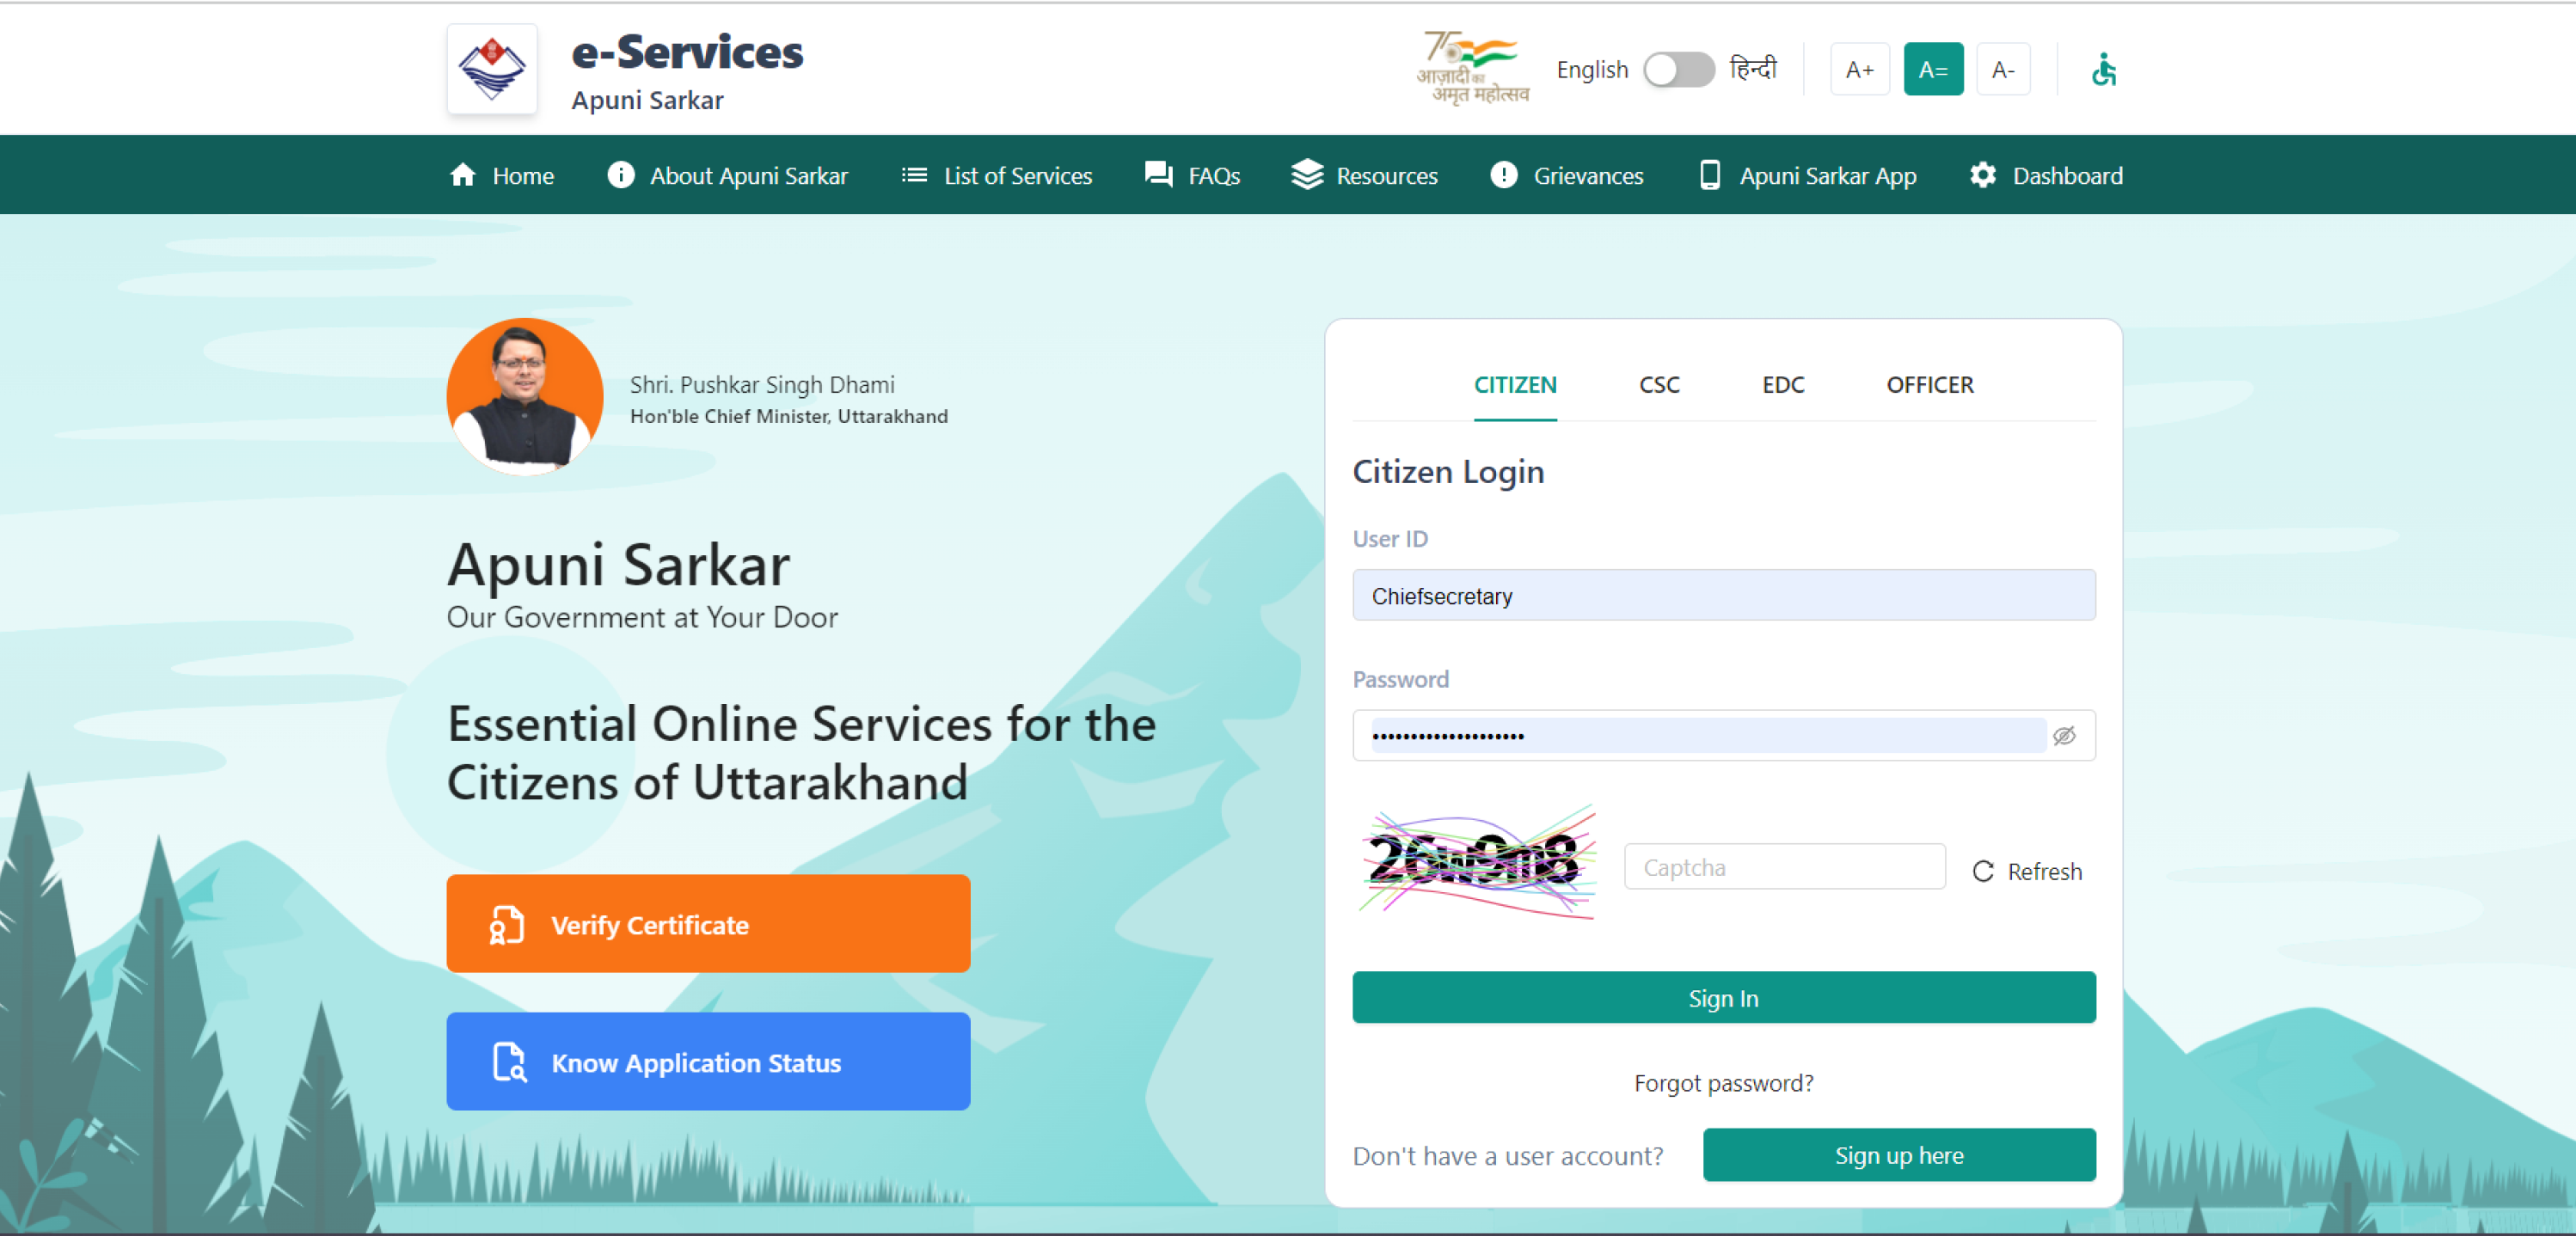 e-Services
Apuni Sarkar
75
आज़ादी का
अमृत महोत्सव
English हिन्दी
A+ A= A-
Home About Apuni Sarkar List of Services FAQs Resources Grievances Apuni Sarkar App Dashboard
Shri. Pushkar Singh Dhami
Hon'ble Chief Minister, Uttarakhand
Apuni Sarkar
Our Government at Your Door
Essential Online Services for the
Citizens of Uttarakhand
Verify Certificate
Know Application Status
CITIZEN CSC EDC OFFICER
Citizen Login
User ID
Chiefsecretary
Password
Captcha
Refresh
Sign In
Forgot password?
Don't have a user account?
Sign up here